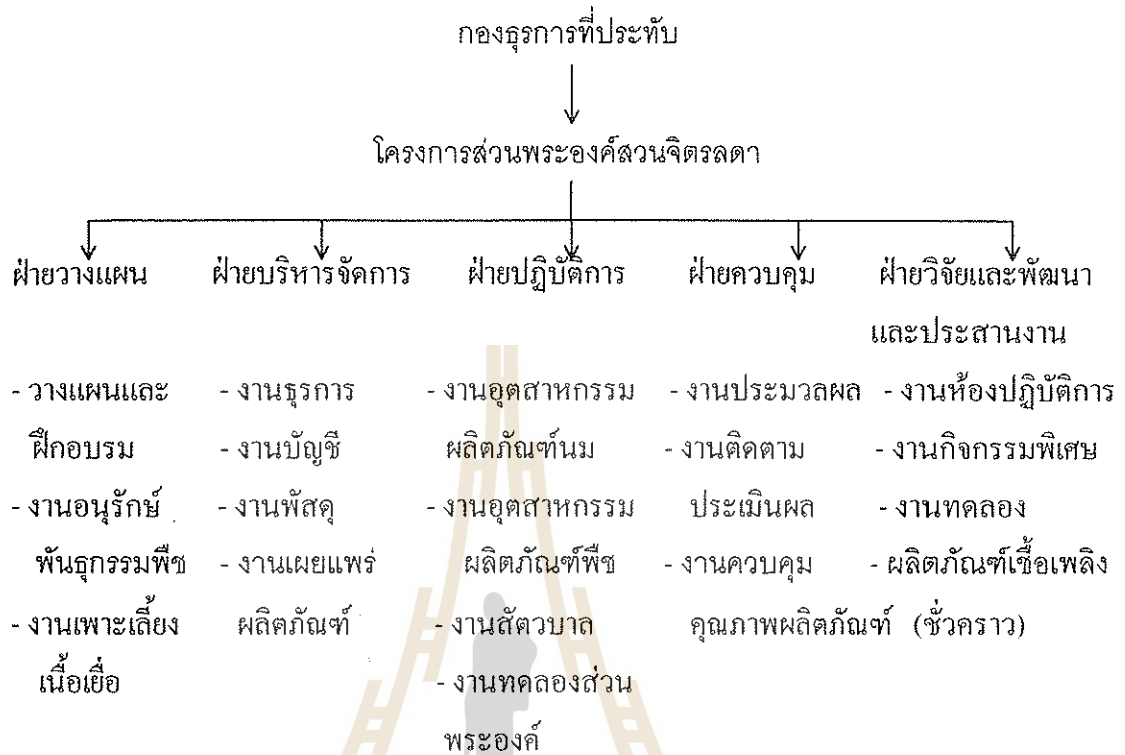 กองธุรการที่ประทับ
โครงการส่วนพระองค์สวนจิตรลดา
ฝ่ายวางแผน
- วางแผนและ
ฝึกอบรม
- งานอนุรักษ์
พันธุกรรมพืช
- งานเพาะเลี้ยง
เนื้อเยื่อ
ฝ่ายบริหารจัดการ
- งานธุรการ
- งานบัญชี
- งานพัสดุ
- งานเผยแพร่
ผลิตภัณฑ์
ฝ่ายปฏิบัติการ
- งานอุตสาหกรรม
ผลิตภัณฑ์นม
- งานอุตสาหกรรม
ผลิตภัณฑ์พืช
- งานสัตวบาล
- งานทดลองส่วน
พระองค์
ฝ่ายควบคุม
- งานประมวลผล
- งานติดตาม
ประเมินผล
- งานควบคุม
คุณภาพผลิตภัณฑ์
ฝ่ายวิจัยและพัฒนา
และประสานงาน
- งานห้องปฏิบัติการ
- งานกิจกรรมพิเศษ
- งานทดลอง
- ผลิตภัณฑ์เชื้อเพลิง
(ชั่วคราว)